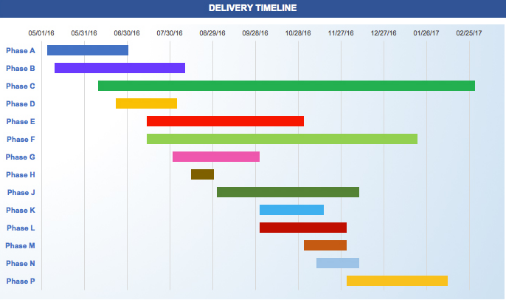 DELIVERY TIMELINE
05/01/16 05/31/16 06/30/16 07/30/16 08/29/16 09/28/16 10/28/16 11/27/16 12/27/16 01/26/17 02/25/17
Phase A
Phase B
Phase C
Phase D
Phase E
Phase F
Phase G
Phase H
Phase J
Phase K
Phase L
Phase M
Phase N
Phase P